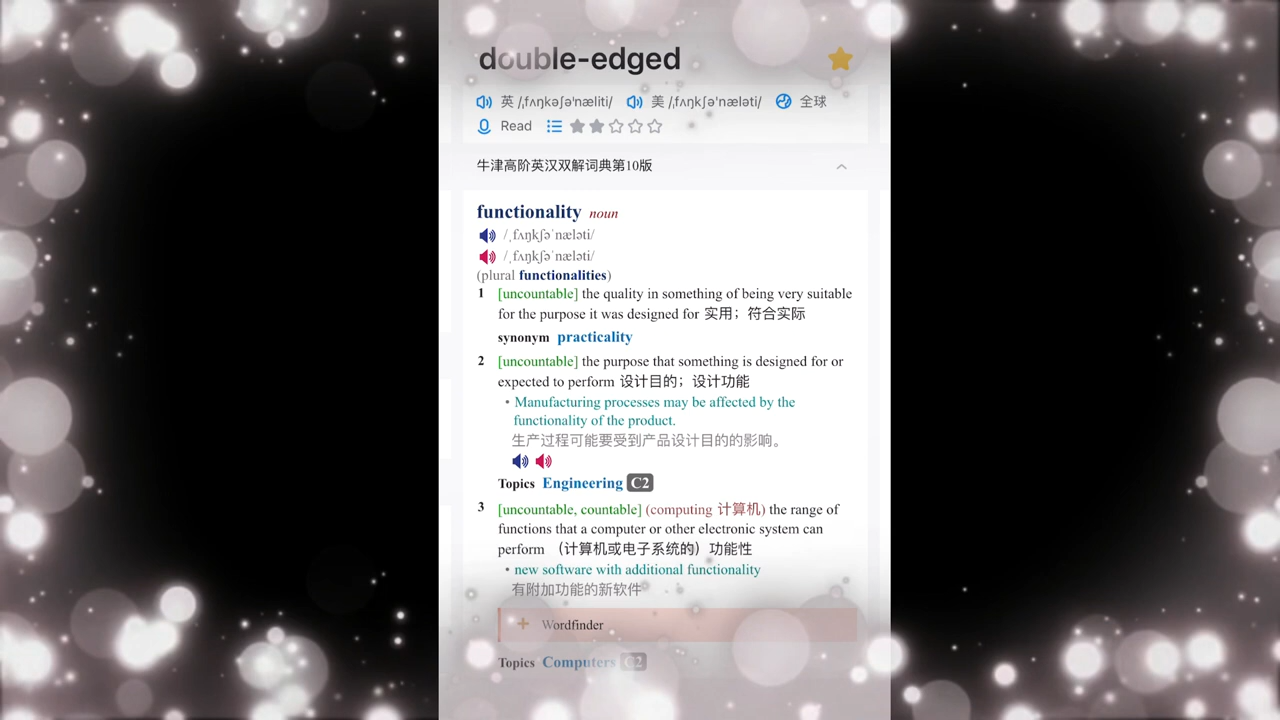 double-edged
英 /ˌfʌŋkəʃəˈnæliti/ 美 /ˌfʌŋkʃəˈnæləti/ 全球
Read
牛津高阶英汉双解词典第10版
functionality noun
/ˌfʌŋkʃəˈnæləti/
/ˌfʌŋkʃəˈnæləti/
(plural functionalities)
1 [uncountable] the quality in something of being very suitable
for the purpose it was designed for 实用；符合实际
synonym practicality
2 [uncountable] the purpose that something is designed for or
expected to perform 设计目的；设计功能
• Manufacturing processes may be affected by the
functionality of the product.
生产过程可能要受到产品设计目的的影响。
Topics Engineering C2
3 [uncountable, countable] (computing 计算机) the range of
functions that a computer or other electronic system can
perform （计算机或电子系统的）功能性
• new software with additional functionality
有附加功能的新软件
+ Wordfinder
Topics Computers C2